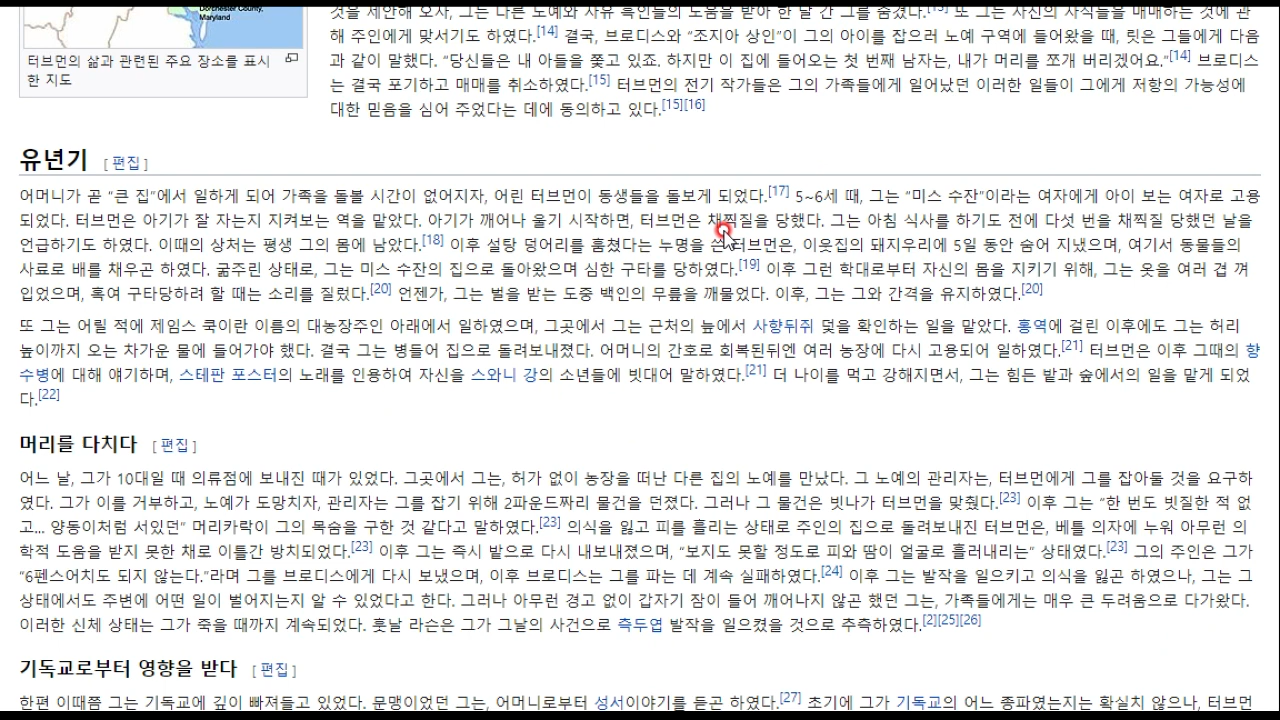 Dorchester County,
Maryland
터브먼의 삶과 관련된 주요 장소를 표시
한 지도
것을 제안해 오자, 그는 다른 노예와 자유 흑인들의 도움을 받아 한 달 간 그를 숨겼다.[13] 또 그는 자신의 자식들을 매매하는 것에 관
해 주인에게 맞서기도 하였다.[14] 결국, 브로디스와 “조지아 상인”이 그의 아이를 잡으러 노예 구역에 들어왔을 때, 릿은 그들에게 다음
과 같이 말했다. “당신들은 내 아들을 쫓고 있죠. 하지만 이 집에 들어오는 첫 번째 남자는, 내가 머리를 쪼개 버리겠어요.”[14] 브로디스
는 결국 포기하고 매매를 취소하였다.[15] 터브먼의 전기 작가들은 그의 가족들에게 일어났던 이러한 일들이 그에게 저항의 가능성에
대한 믿음을 심어 주었다는 데에 동의하고 있다.[15][16]
유년기 [편집]
어머니가 곧 “큰 집”에서 일하게 되어 가족을 돌볼 시간이 없어지자, 어린 터브먼이 동생들을 돌보게 되었다.[17] 5~6세 때, 그는 “미스 수잔”이라는 여자에게 아이 보는 여자로 고용
되었다. 터브먼은 아기가 잘 자는지 지켜보는 역을 맡았다. 아기가 깨어나 울기 시작하면, 터브먼은 채찍질을 당했다. 그는 아침 식사를 하기도 전에 다섯 번을 채찍질 당했던 날을
언급하기도 하였다. 이때의 상처는 평생 그의 몸에 남았다.[18] 이후 설탕 덩어리를 훔쳤다는 누명을 쓴 터브먼은, 이웃집의 돼지우리에 5일 동안 숨어 지냈으며, 여기서 동물들의
사료로 배를 채우곤 하였다. 굶주린 상태로, 그는 미스 수잔의 집으로 돌아왔으며 심한 구타를 당하였다.[19] 이후 그런 학대로부터 자신의 몸을 지키기 위해, 그는 옷을 여러 겹 껴
입었으며, 혹여 구타당하려 할 때는 소리를 질렀다.[20] 언젠가, 그는 벌을 받는 도중 백인의 무릎을 깨물었다. 이후, 그는 그와 간격을 유지하였다.[20]
또 그는 어릴 적에 제임스 쿡이란 이름의 대농장주인 아래에서 일하였으며, 그곳에서 그는 근처의 늪에서 사향뒤쥐 덫을 확인하는 일을 맡았다. 홍역에 걸린 이후에도 그는 허리
높이까지 오는 차가운 물에 들어가야 했다. 결국 그는 병들어 집으로 돌려보내졌다. 어머니의 간호로 회복된뒤엔 여러 농장에 다시 고용되어 일하였다.[21] 터브먼은 이후 그때의 향
수병에 대해 얘기하며, 스테판 포스터의 노래를 인용하여 자신을 스와니 강의 소년들에 빗대어 말하였다.[21] 더 나이를 먹고 강해지면서, 그는 힘든 밭과 숲에서의 일을 맡게 되었
다.[22]
머리를 다치다 [편집]
어느 날, 그가 10대일 때 의류점에 보내진 때가 있었다. 그곳에서 그는, 허가 없이 농장을 떠난 다른 집의 노예를 만났다. 그 노예의 관리자는, 터브먼에게 그를 잡아둘 것을 요구하
였다. 그가 이를 거부하고, 노예가 도망치자, 관리자는 그를 잡기 위해 2파운드짜리 물건을 던졌다. 그러나 그 물건은 빗나가 터브먼을 맞췄다.[23] 이후 그는 “한 번도 빗질한 적 없
고... 양동이처럼 서있던” 머리카락이 그의 목숨을 구한 것 같다고 말하였다.[23] 의식을 잃고 피를 흘리는 상태로 주인의 집으로 돌려보내진 터브먼은, 베틀 의자에 누워 아무런 의
학적 도움을 받지 못한 채로 이틀간 방치되었다.[23] 이후 그는 즉시 밭으로 다시 내보내졌으며, “보지도 못할 정도로 피와 땀이 얼굴로 흘러내리는” 상태였다.[23] 그의 주인은 그가
“6펜스어치도 되지 않는다.”라며 그를 브로디스에게 다시 보냈으며, 이후 브로디스는 그를 파는 데 계속 실패하였다.[24] 이후 그는 발작을 일으키고 의식을 잃곤 하였으나, 그는 그
상태에서도 주변에 어떤 일이 벌어지는지 알 수 있었다고 한다. 그러나 아무런 경고 없이 갑자기 잠이 들어 깨어나지 않곤 했던 그는, 가족들에게는 매우 큰 두려움으로 다가왔다.
이러한 신체 상태는 그가 죽을 때까지 계속되었다. 훗날 라슨은 그가 그날의 사건으로 측두엽 발작을 일으켰을 것으로 추측하였다.[2][25][26]
기독교로부터 영향을 받다 [편집]
한편 이때쯤 그는 기독교에 깊이 빠져들고 있었다. 문맹이었던 그는, 어머니로부터 성서이야기를 듣곤 하였다.[27] 초기에 그가 기독교의 어느 종파였는지는 확실치 않으나, 터브먼